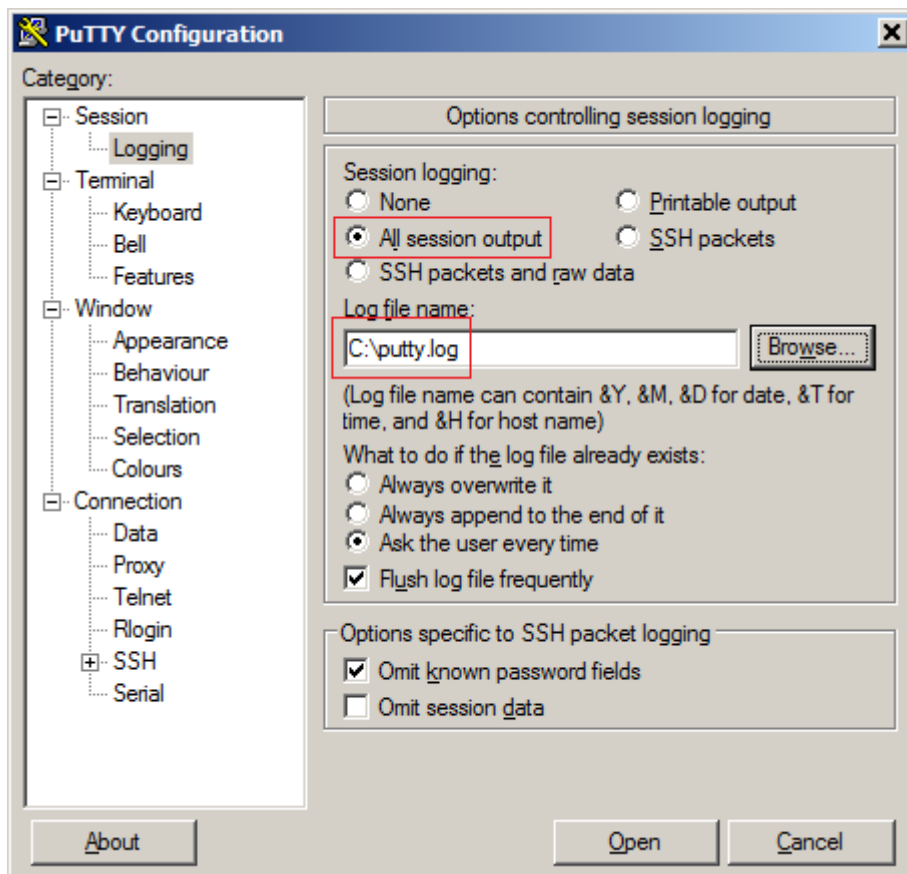 PuTTY Configuration
Category:
Session
Logging
Terminal
Keyboard
Bell
Features
Window
Appearance
Behaviour
Translation
Selection
Colours
Connection
Data
Proxy
Telnet
Rlogin
SSH
Serial
Options controlling session logging
Session logging:
None
Printable output
All session output
SSH packets
SSH packets and raw data
Log file name:
C:\putty.log
Browse...
(Log file name can contain &Y, &M, &D for date, &T for
time, and &H for host name)
What to do if the log file already exists:
Always overwrite it
Always append to the end of it
Ask the user every time
Flush log file frequently
Options specific to SSH packet logging
Omit known password fields
Omit session data
About
Open
Cancel